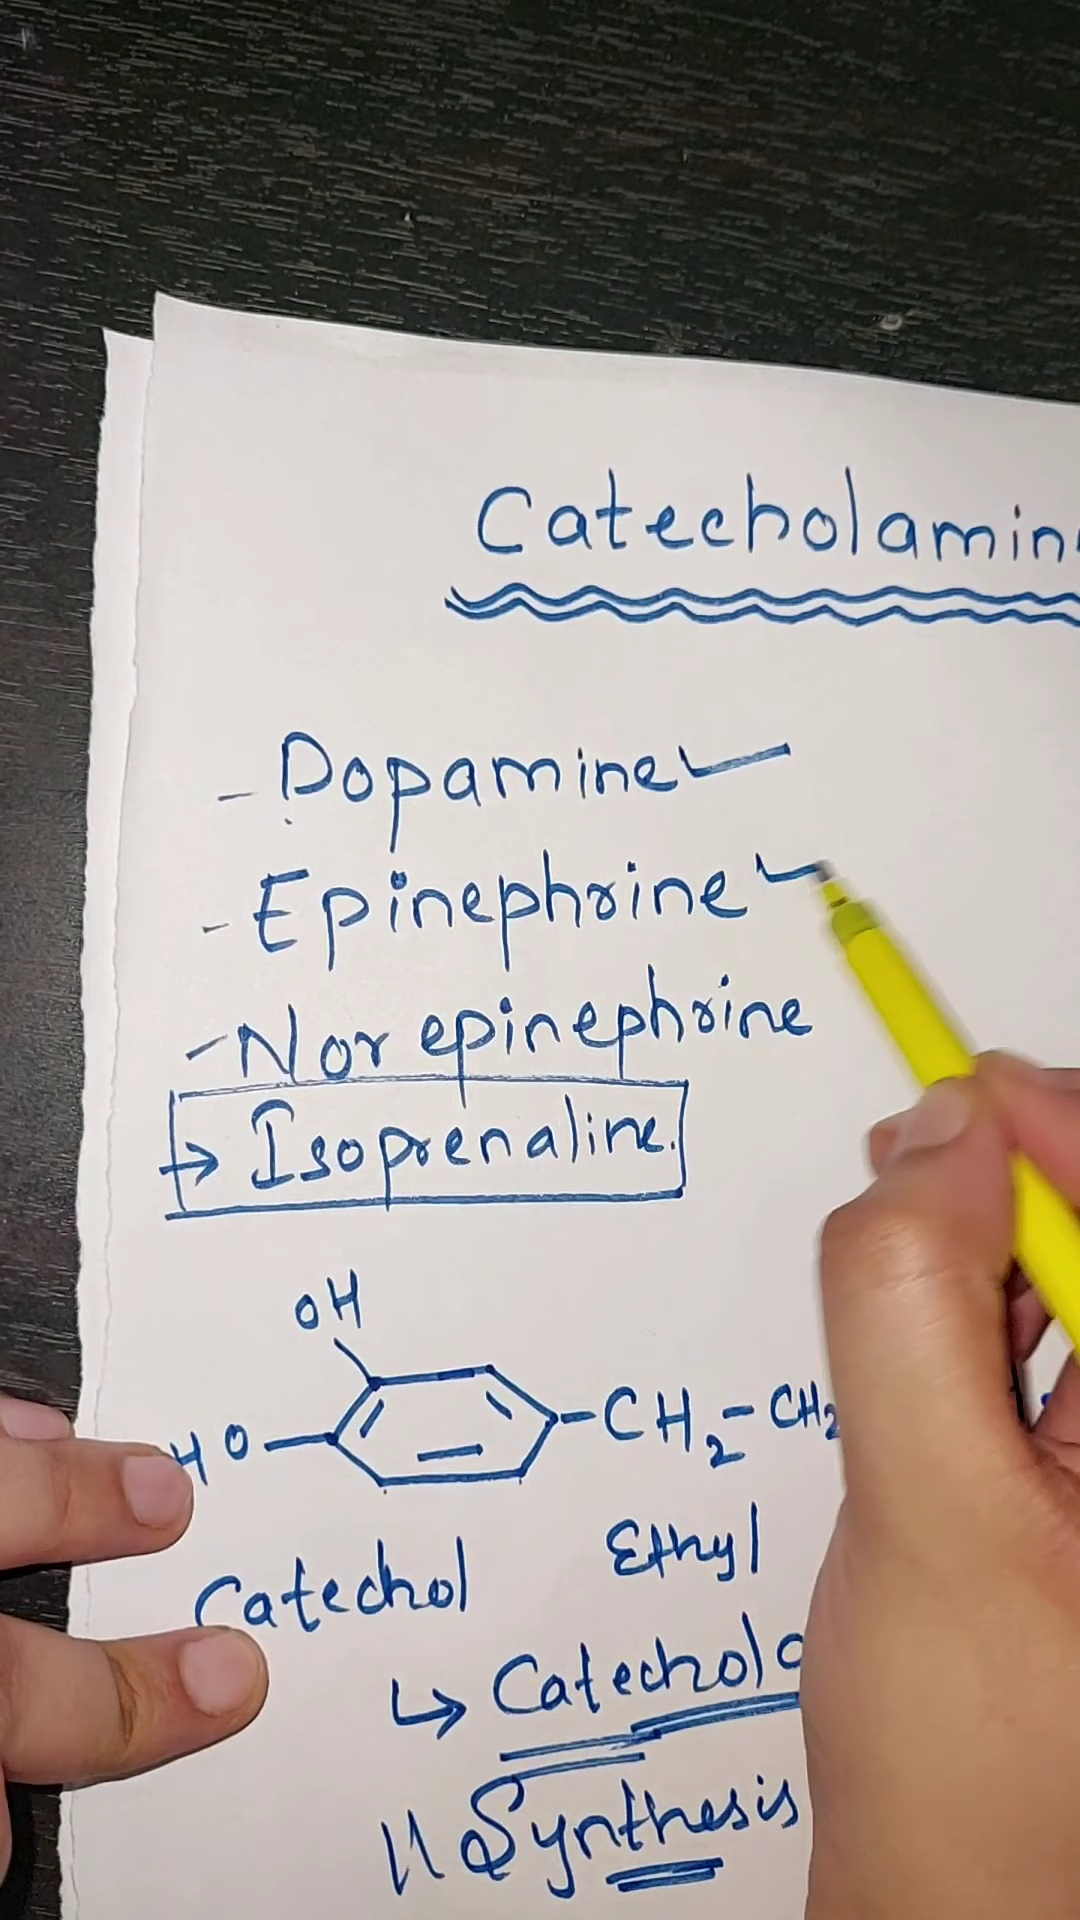 Catecholamin
- Dopamine
- Epinephrine
- Nor epinephrine
→ Isoprenaline.
OH
HO -CH2-CH2
Catechol Ethyl
↳ Catechola
Synthesis